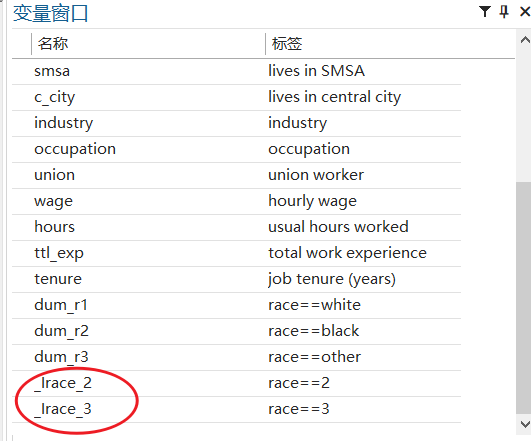 变量窗口
名称 标签
smsa lives in SMSA
c_city lives in central city
industry industry
occupation occupation
union union worker
wage hourly wage
hours usual hours worked
ttl_exp total work experience
tenure job tenure (years)
dum_r1 race==white
dum_r2 race==black
dum_r3 race==other
_Irace_2 race==2
_Irace_3 race==3